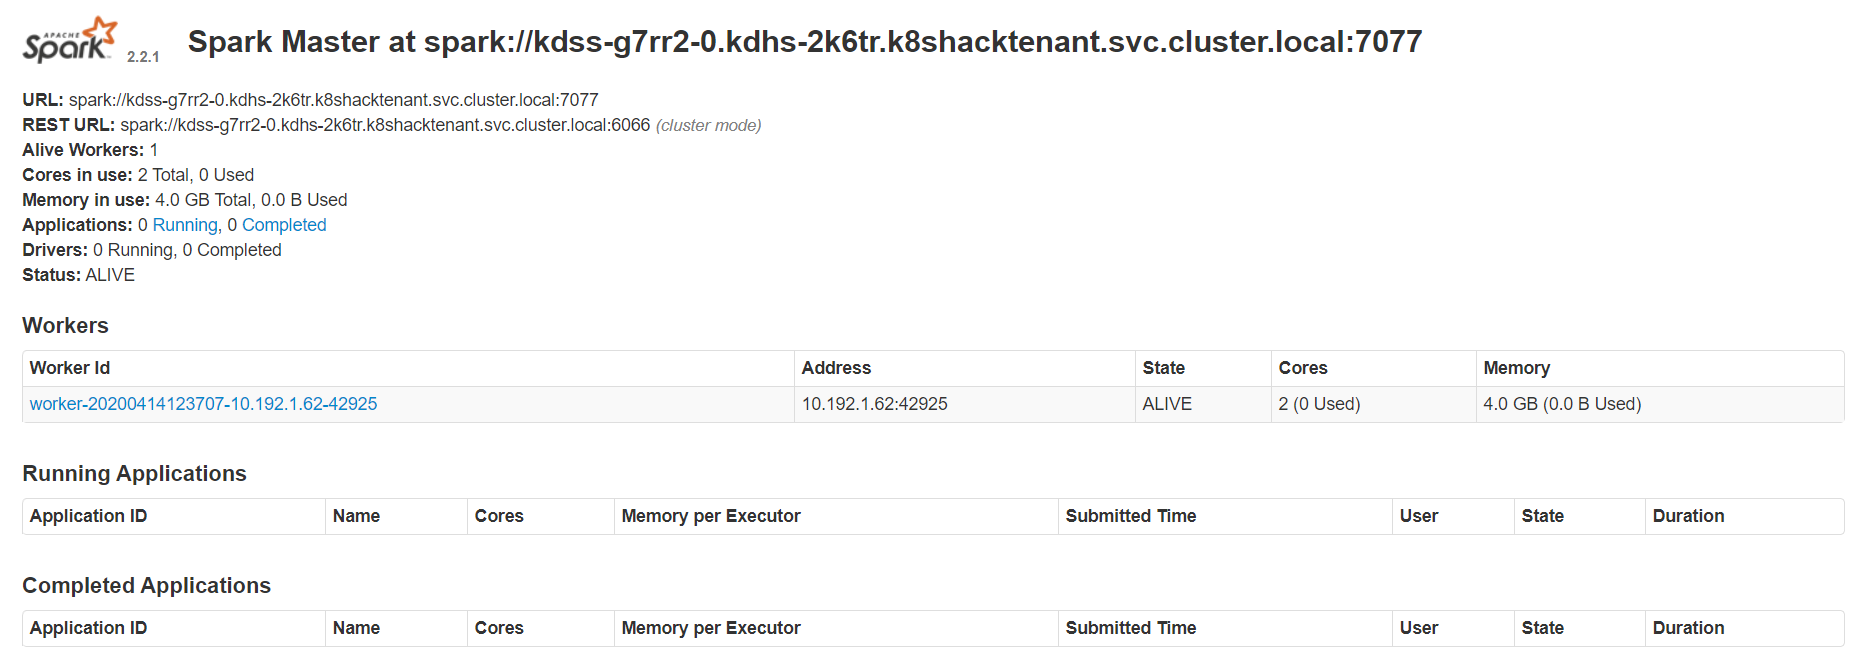 APACHE
Spark 2.2.1 Spark Master at spark://kdss-g7rr2-0.kdhs-2k6tr.k8shacktenant.svc.cluster.local:7077
URL: spark://kdss-g7rr2-0.kdhs-2k6tr.k8shacktenant.svc.cluster.local:7077
REST URL: spark://kdss-g7rr2-0.kdhs-2k6tr.k8shacktenant.svc.cluster.local:6066 (cluster mode)
Alive Workers: 1
Cores in use: 2 Total, 0 Used
Memory in use: 4.0 GB Total, 0.0 B Used
Applications: 0 Running, 0 Completed
Drivers: 0 Running, 0 Completed
Status: ALIVE
Workers
Worker Id Address State Cores Memory
worker-20200414123707-10.192.1.62-42925 10.192.1.62:42925 ALIVE 2 (0 Used) 4.0 GB (0.0 B Used)
Running Applications
Application ID Name Cores Memory per Executor Submitted Time User State Duration
Completed Applications
Application ID Name Cores Memory per Executor Submitted Time User State Duration